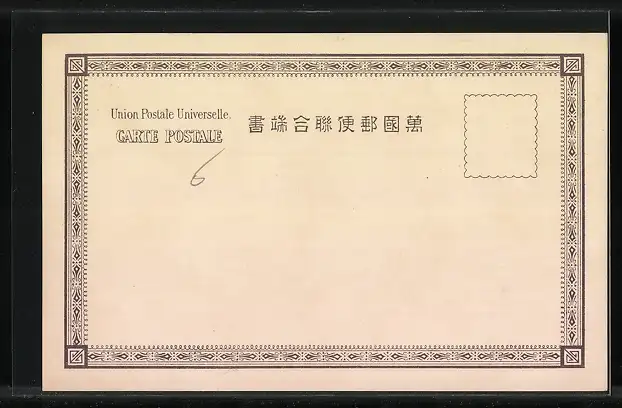 Union Postale Universelle.
CARTE POSTALE
書端合聯便郵國萬
6